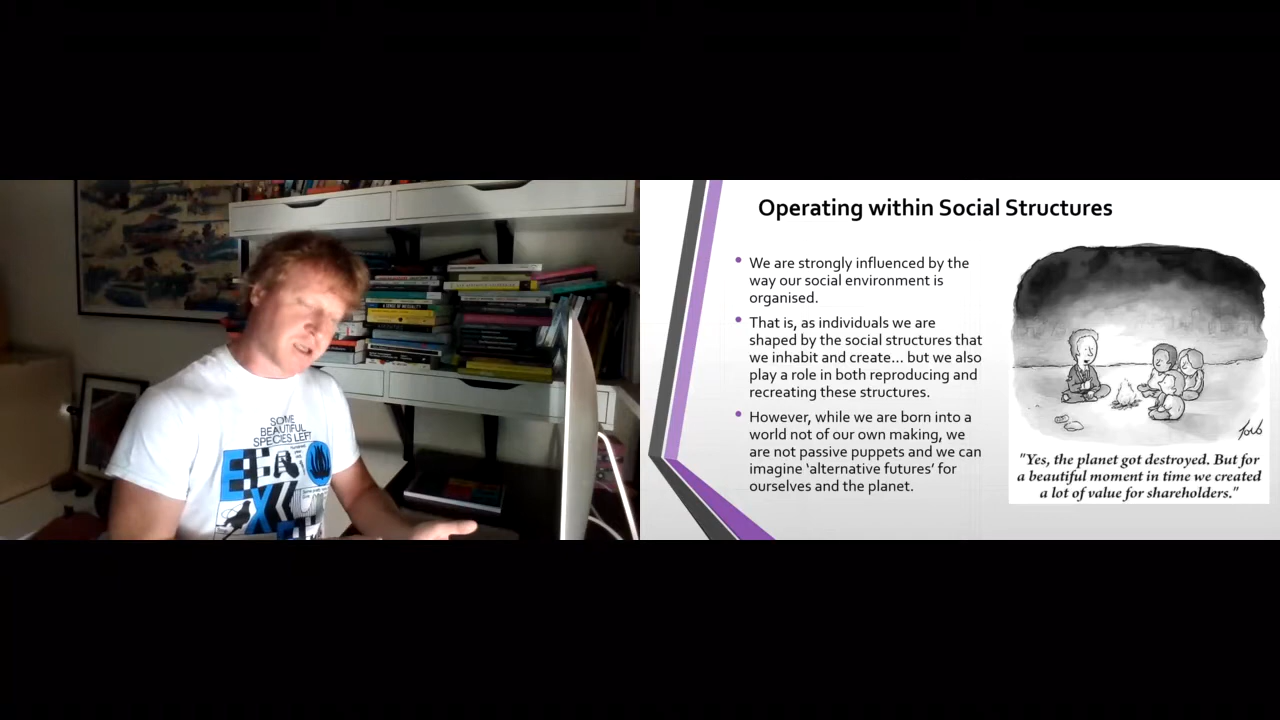 SOME
BEAUTIFUL
SPECIES LEFT
Operating within Social Structures
• We are strongly influenced by the
way our social environment is
organised.
• That is, as individuals we are
shaped by the social structures that
we inhabit and create... but we also
play a role in both reproducing and
recreating these structures.
• However, while we are born into a
world not of our own making, we
are not passive puppets and we can
imagine 'alternative futures' for
ourselves and the planet.
"Yes, the planet got destroyed. But for
a beautiful moment in time we created
a lot of value for shareholders."